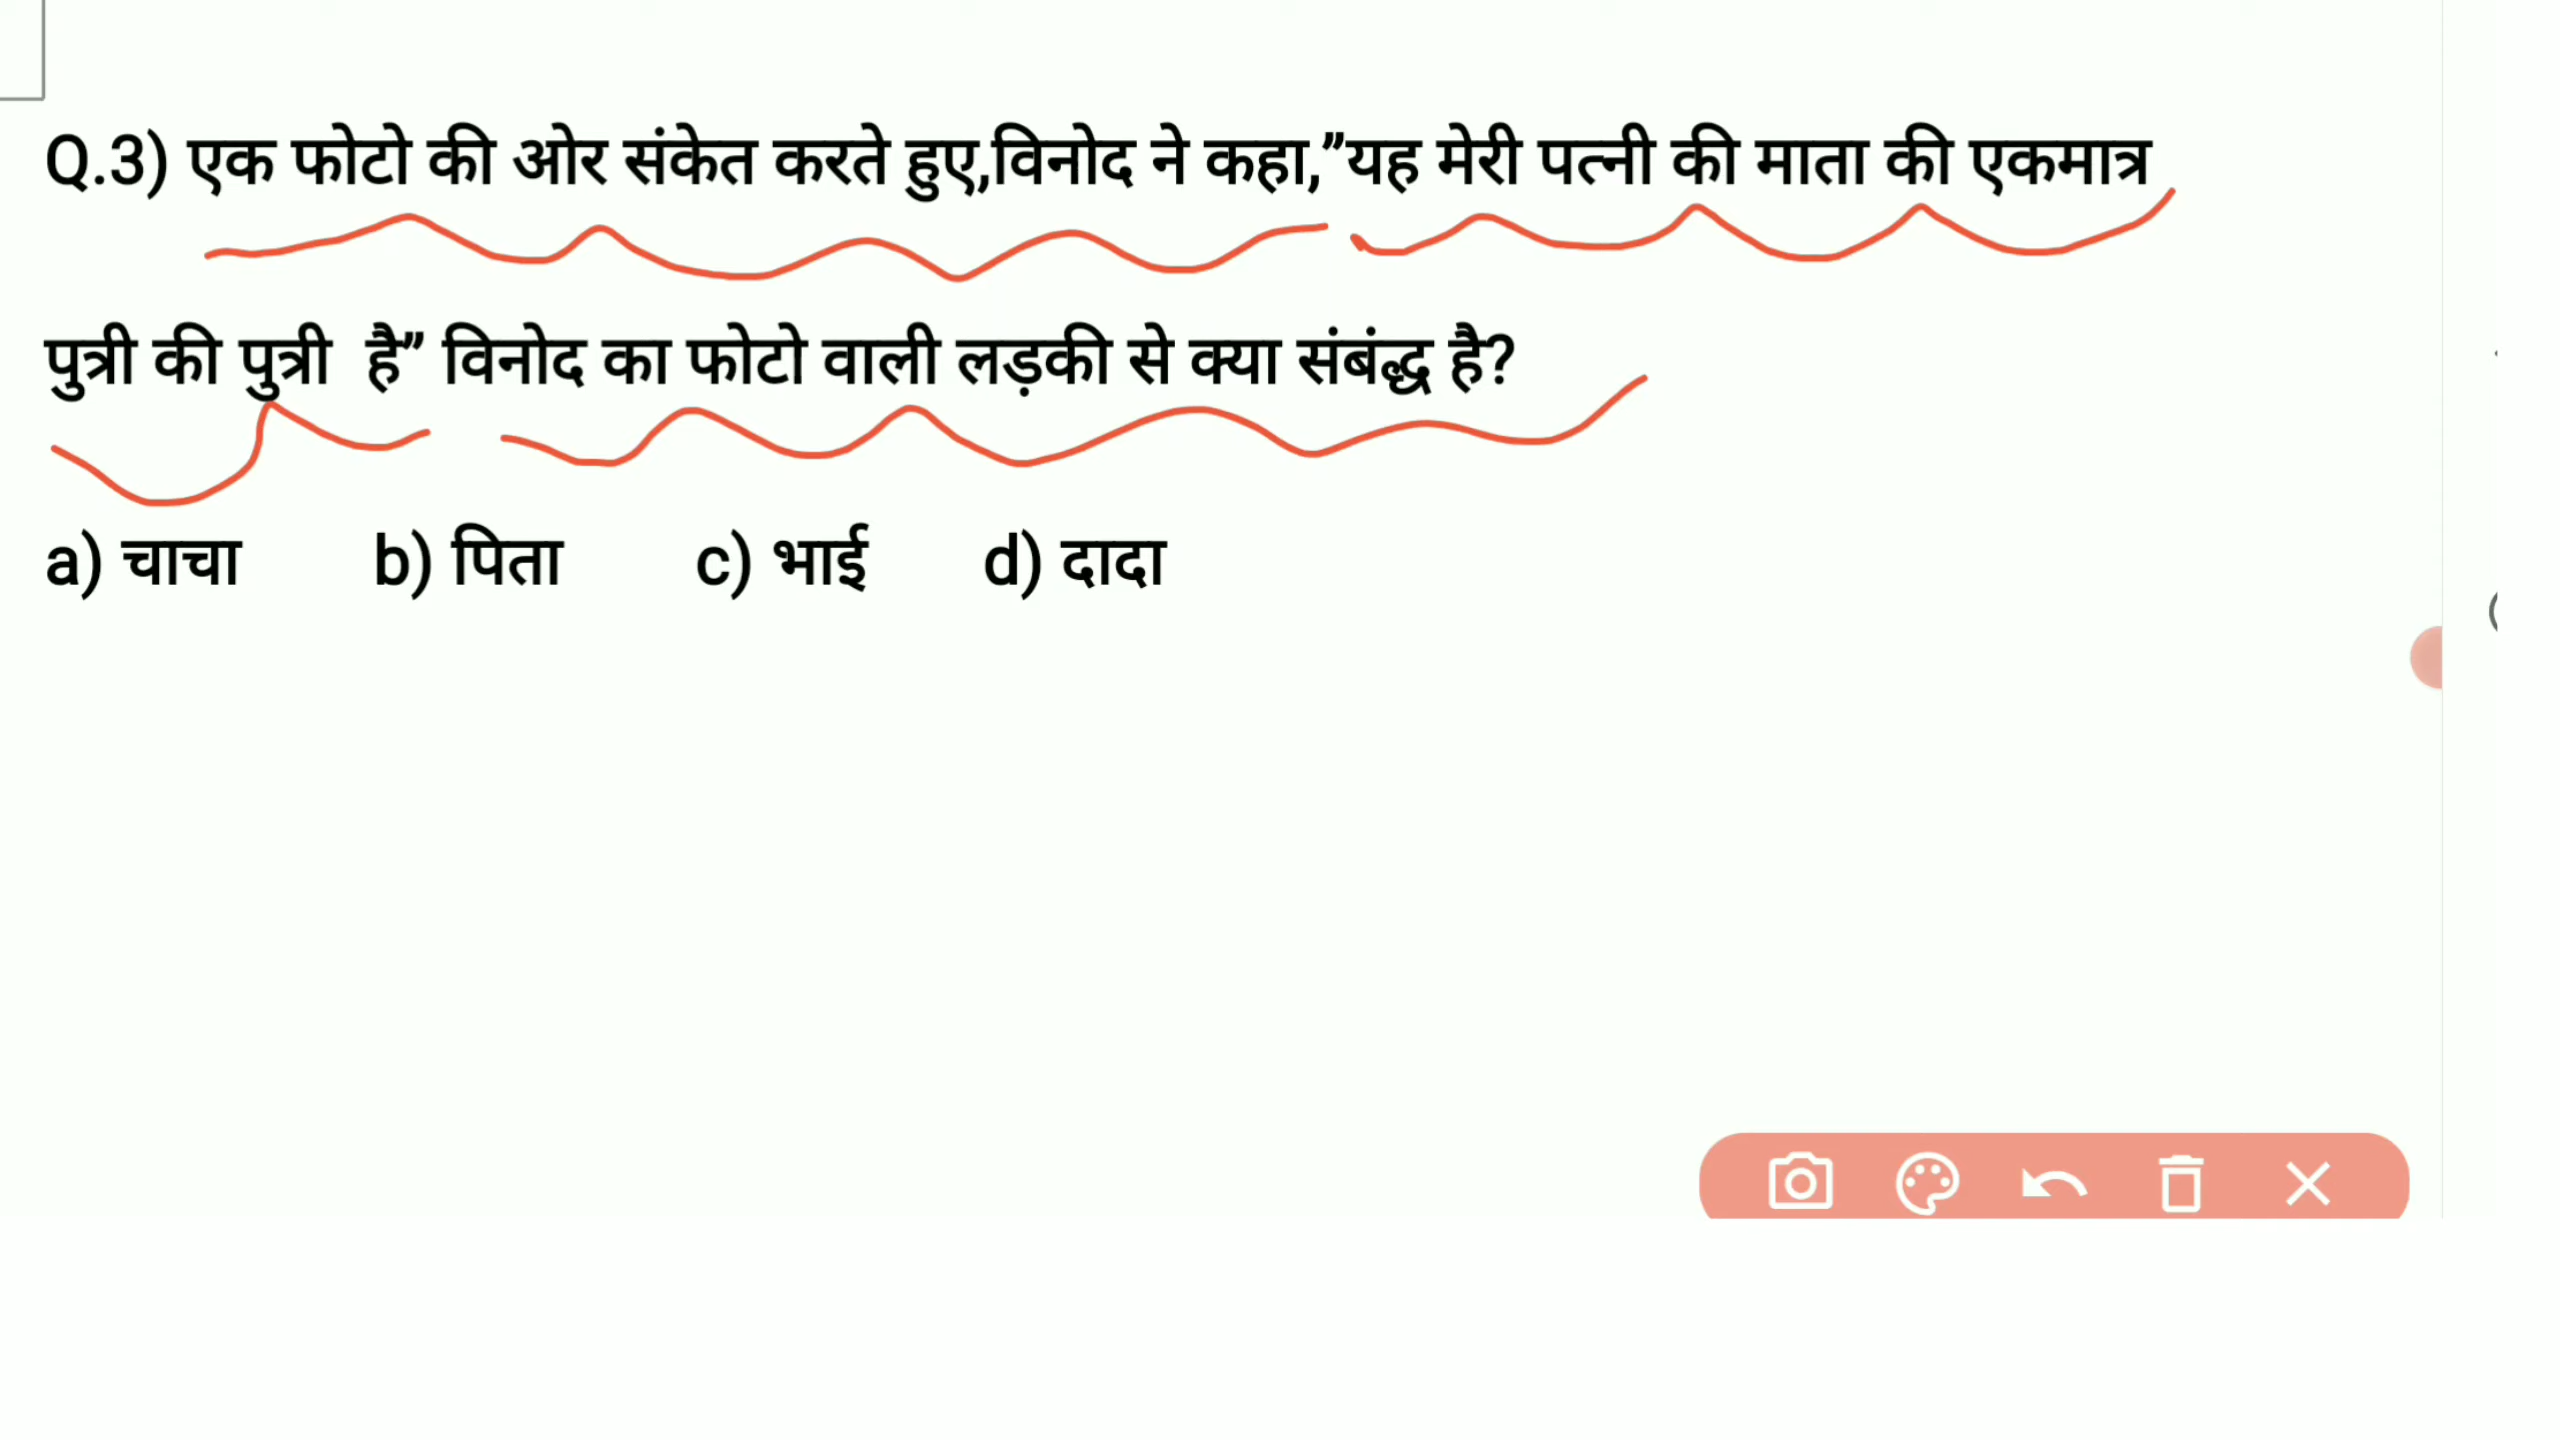 Q.3) एक फोटो की ओर संकेत करते हुए,विनोद ने कहा,”यह मेरी पत्नी की माता की एकमात्र
पुत्री की पुत्री है” विनोद का फोटो वाली लड़की से क्या संबंद्ध है?
a) चाचा b) पिता c) भाई d) दादा